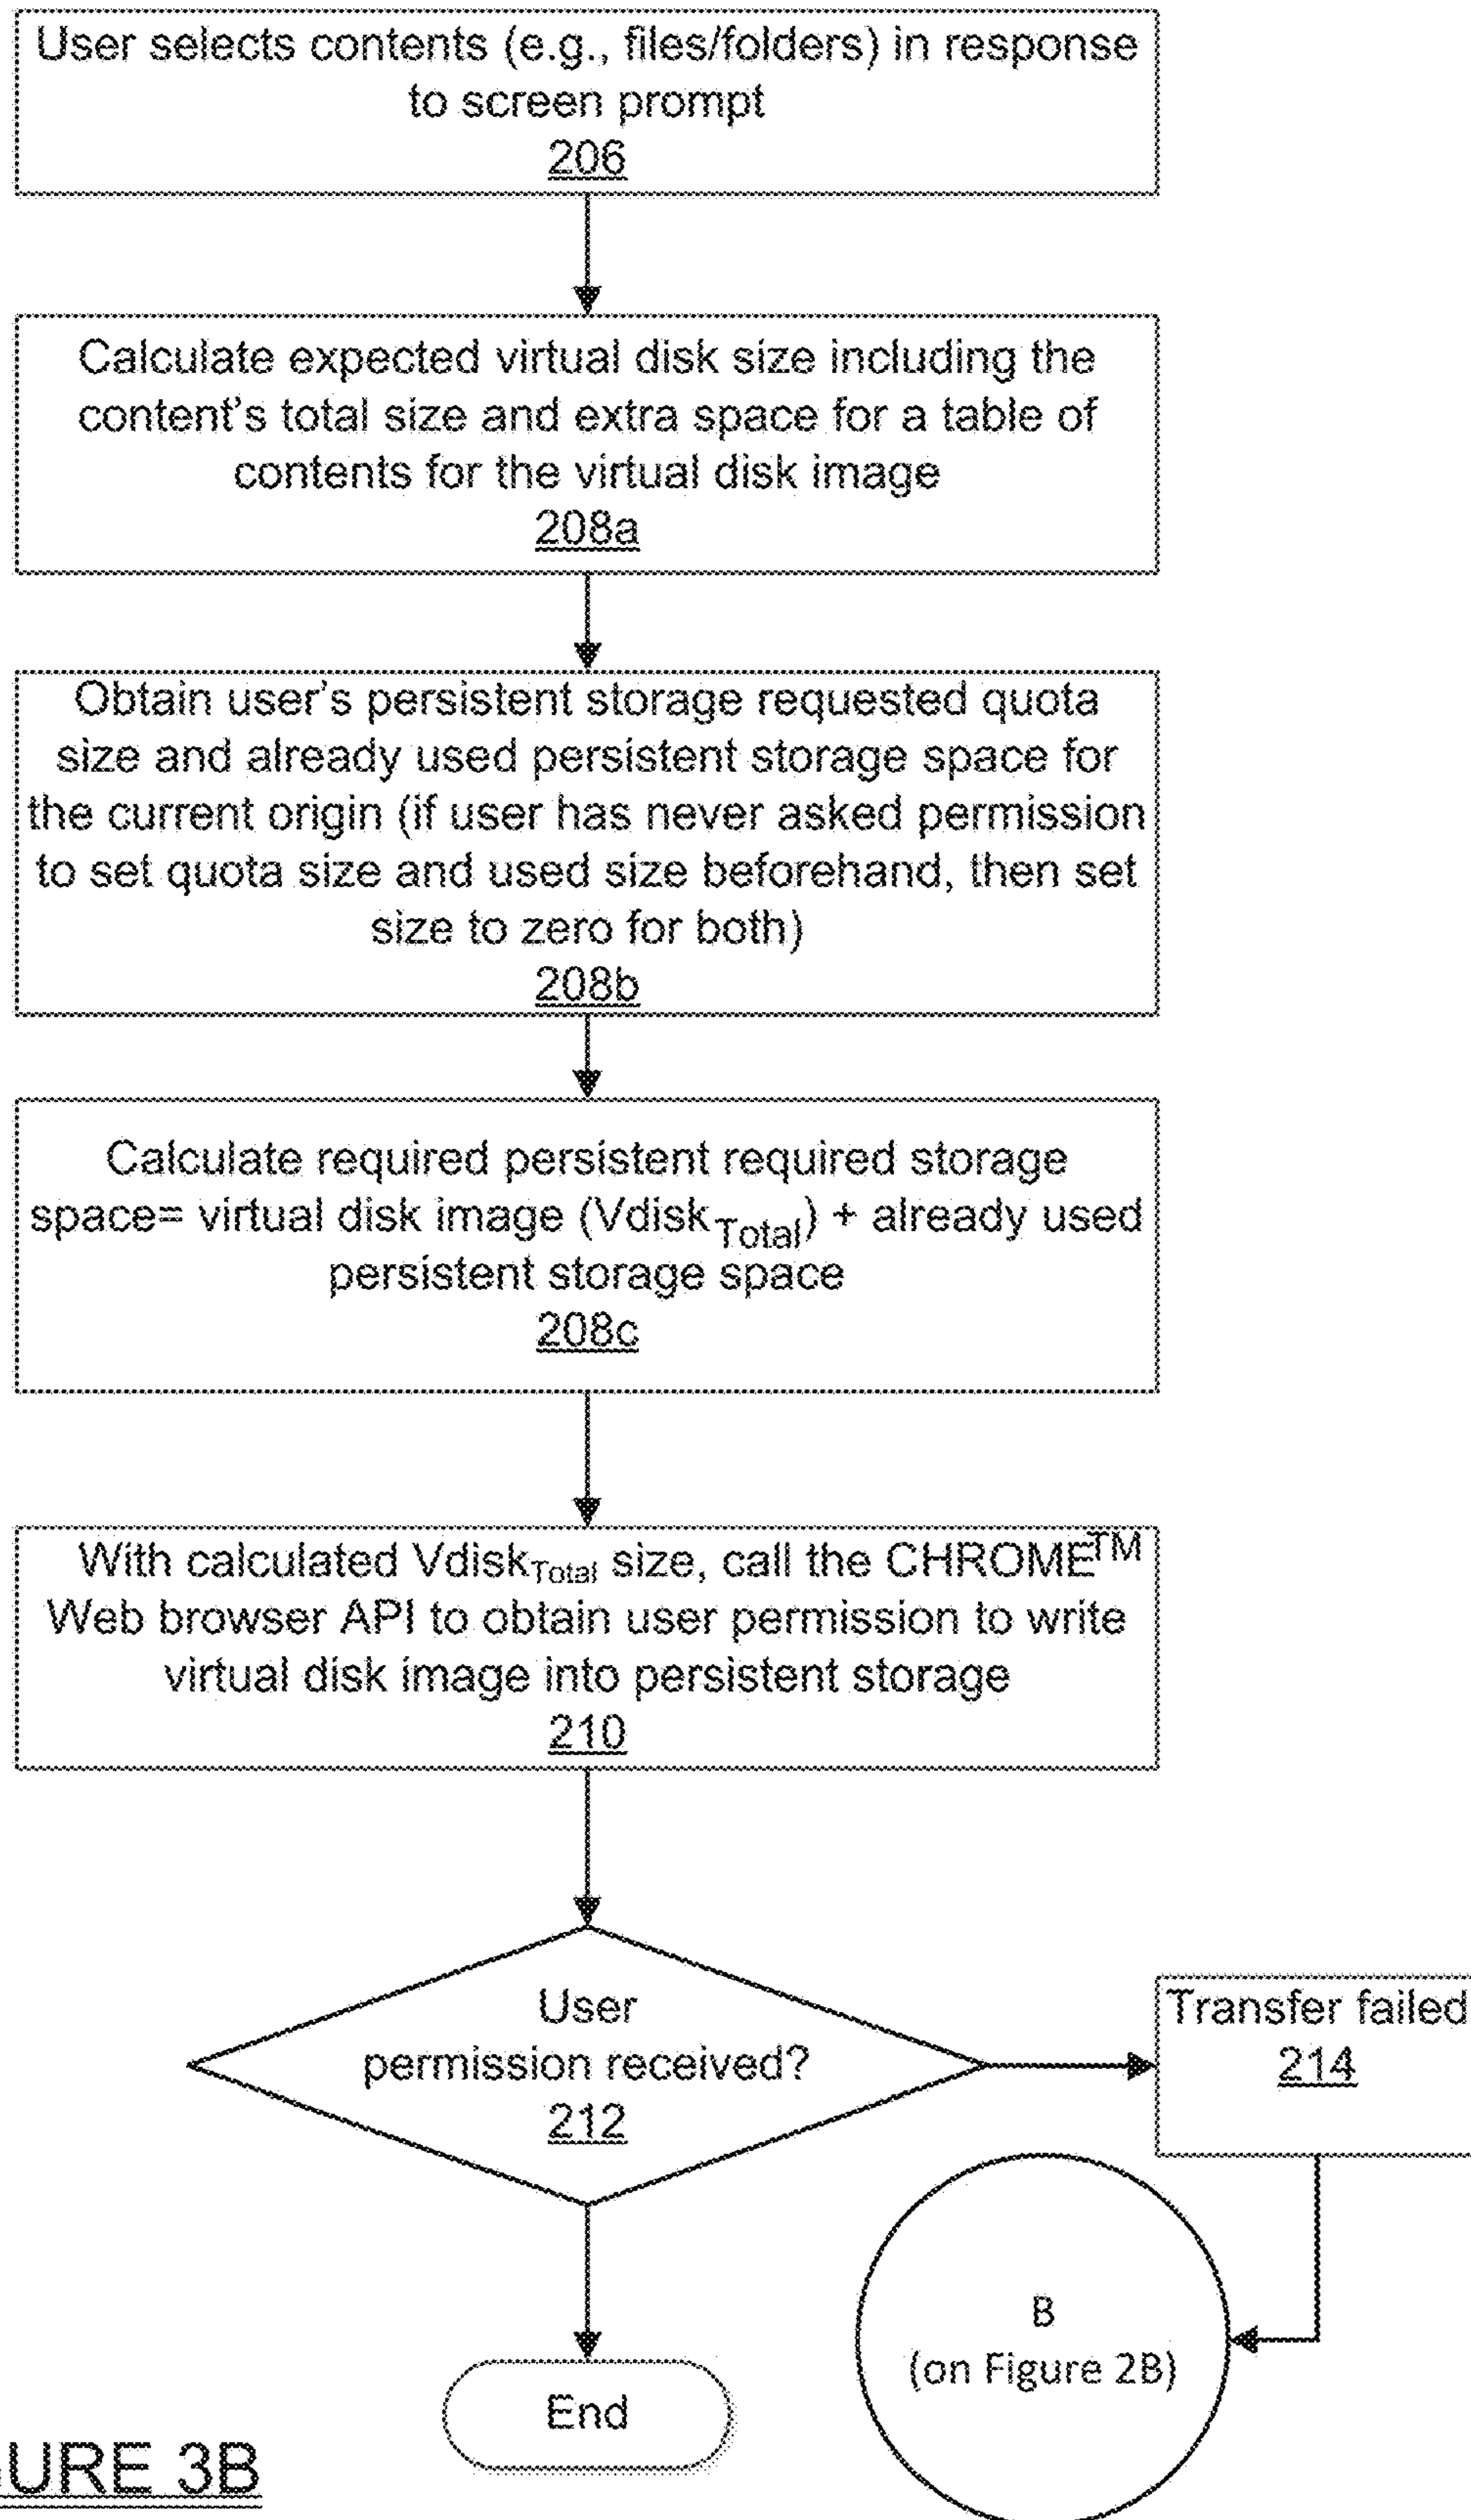 User selects contents (e.g., files/folders) in response
to screen prompt
206
Calculate expected virtual disk size including the
content's total size and extra space for a table of
contents for the virtual disk image
208a
Obtain user's persistent storage requested quota
size and already used persistent storage space for
the current origin (if user has never asked permission
to set quota size and used size beforehand, then set
size to zero for both)
208b
Calculate required persistent required storage
space= virtual disk image (Vdisk Total) + already used
persistent storage space
208c
With calculated VdiskTotal size, call the CHROME™
Web browser API to obtain user permission to write
virtual disk image into persistent storage
210
User
permission received?
212
Transfer failed
214
B
(on Figure 2B)
End
URE 3B